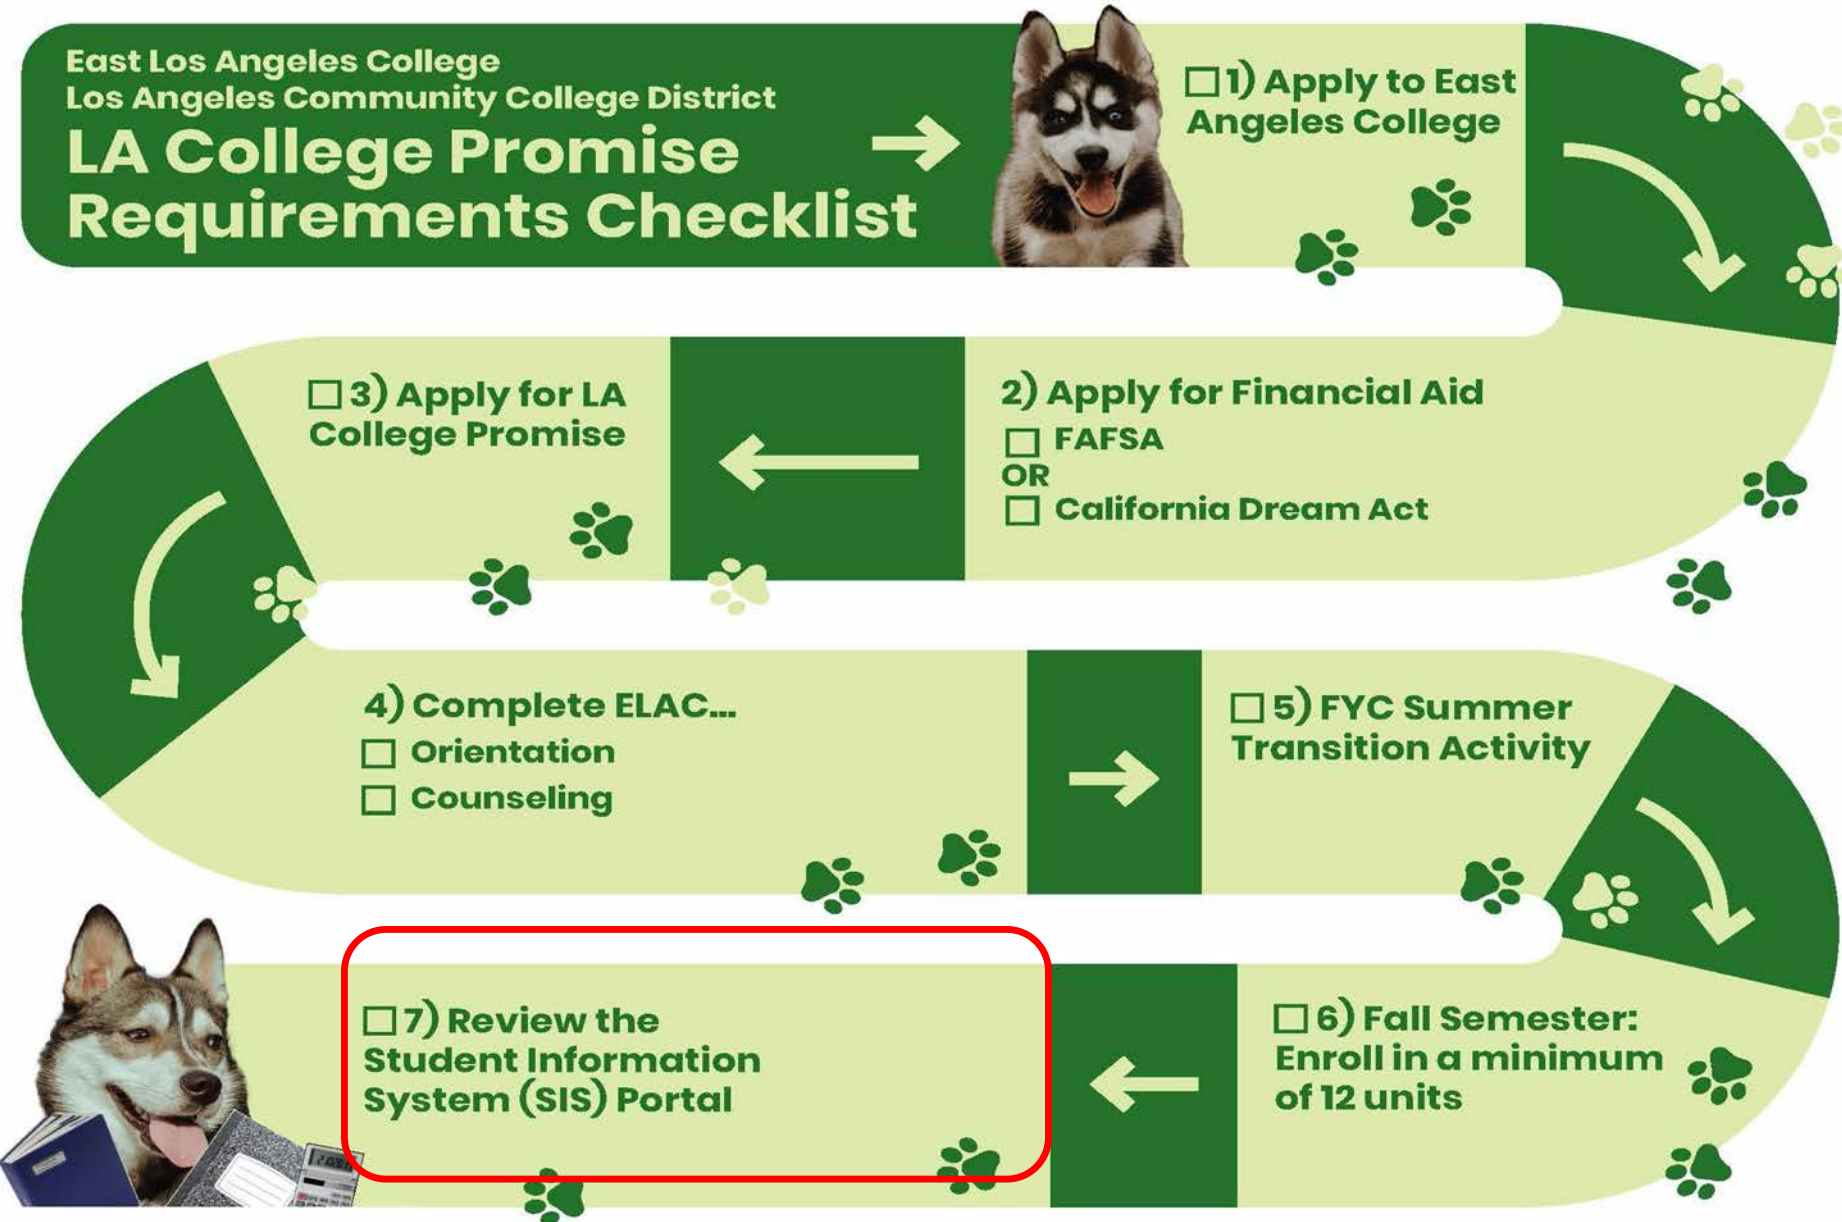 East Los Angeles College
Los Angeles Community College District
LA College Promise
Requirements Checklist
1) Apply to East
Angeles College
2) Apply for Financial Aid
FAFSA
OR
California Dream Act
3) Apply for LA
College Promise
4) Complete ELAC...
Orientation
Counseling
5) FYC Summer
Transition Activity
6) Fall Semester:
Enroll in a minimum
of 12 units
7) Review the
Student Information
System (SIS) Portal